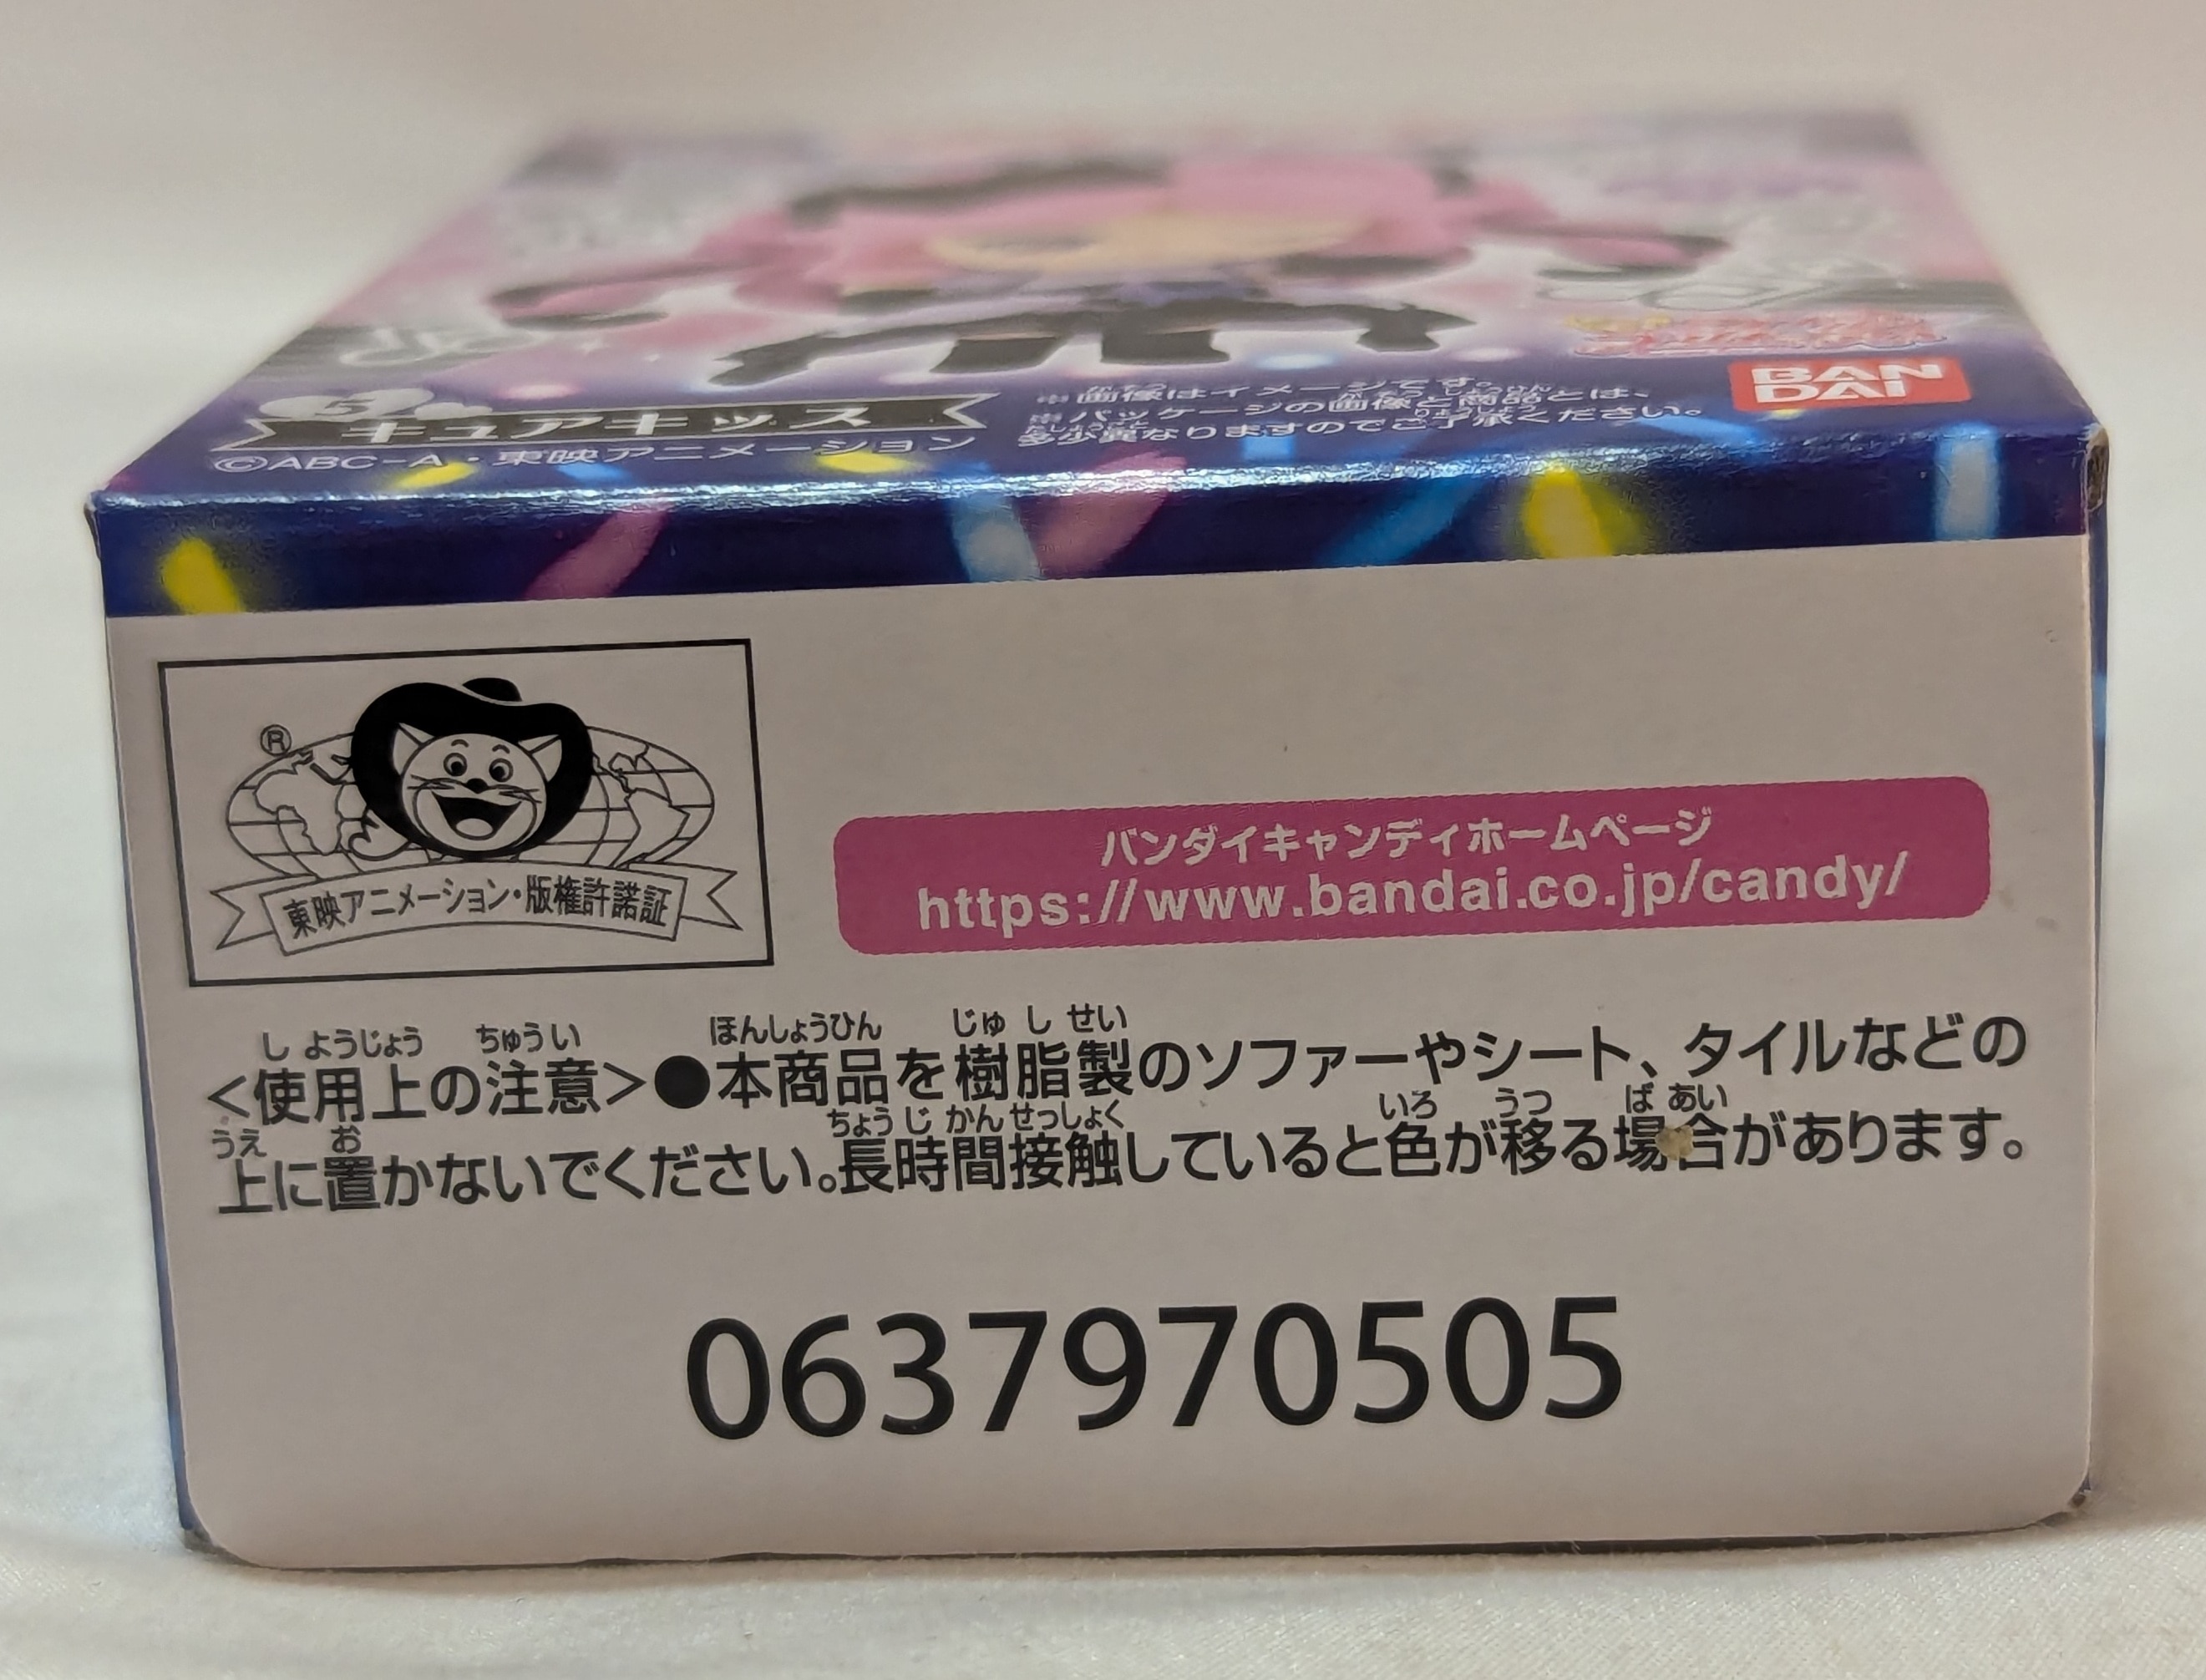 5
キュアキッス
©ABC-A・東映アニメーション
※画像はイメージです。
※パッケージの画像と商品とは、
多少異なりますのでご了承ください。
BAN
DAI
®
東映アニメーション・版権許諾証
バンダイキャンディホームページ
https://www.bandai.co.jp/candy/
しようじょう ちゅうい ほんしょうひん じゅしせい
<使用上の注意>●本商品を樹脂製のソファーやシート、タイルなどの
うえ お ちょうじかんせっしょく いろ うつ ばあい
上に置かないでください。長時間接触していると色が移る場合があります。
0637970505